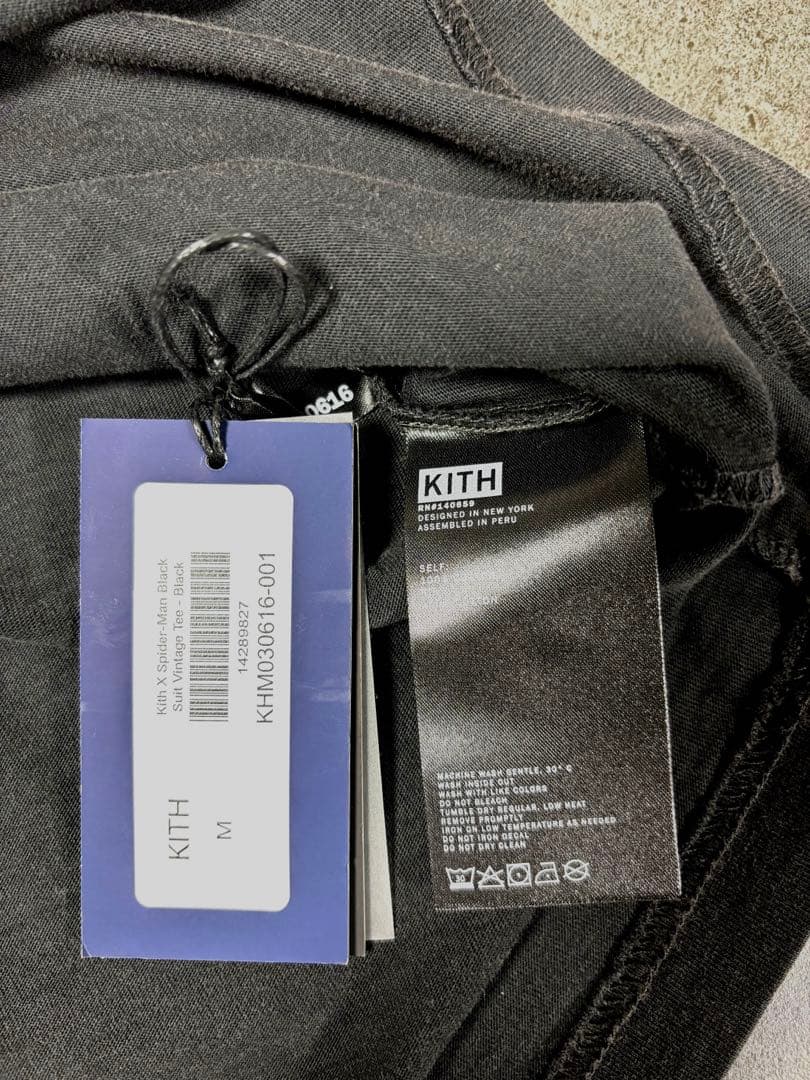 0616
Kith X Spider-Man Black
Suit Vintage Tee - Black
14289827
KHM030616-001
KITH
M
KITH
RN#140659
DESIGNED IN NEW YORK
ASSEMBLED IN PERU
SELF:
MACHINE WASH GENTLE, 30° C
WASH INSIDE OUT
WASH WITH LIKE COLORS
DO NOT BLEACH
TUMBLE DRY REGULAR, LOW HEAT
REMOVE PROMPTLY
IRON ON LOW TEMPERATURE AS NEEDED
DO NOT IRON DECAL
DO NOT DRY CLEAN
30